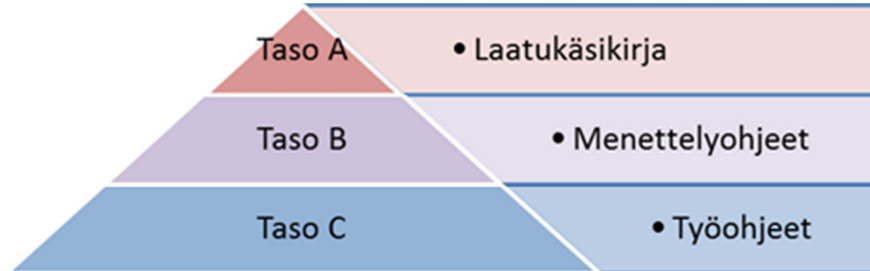 Taso A
• Laatukäsikirja
Taso B
• Menettelyohjeet
Taso C
• Työohjeet